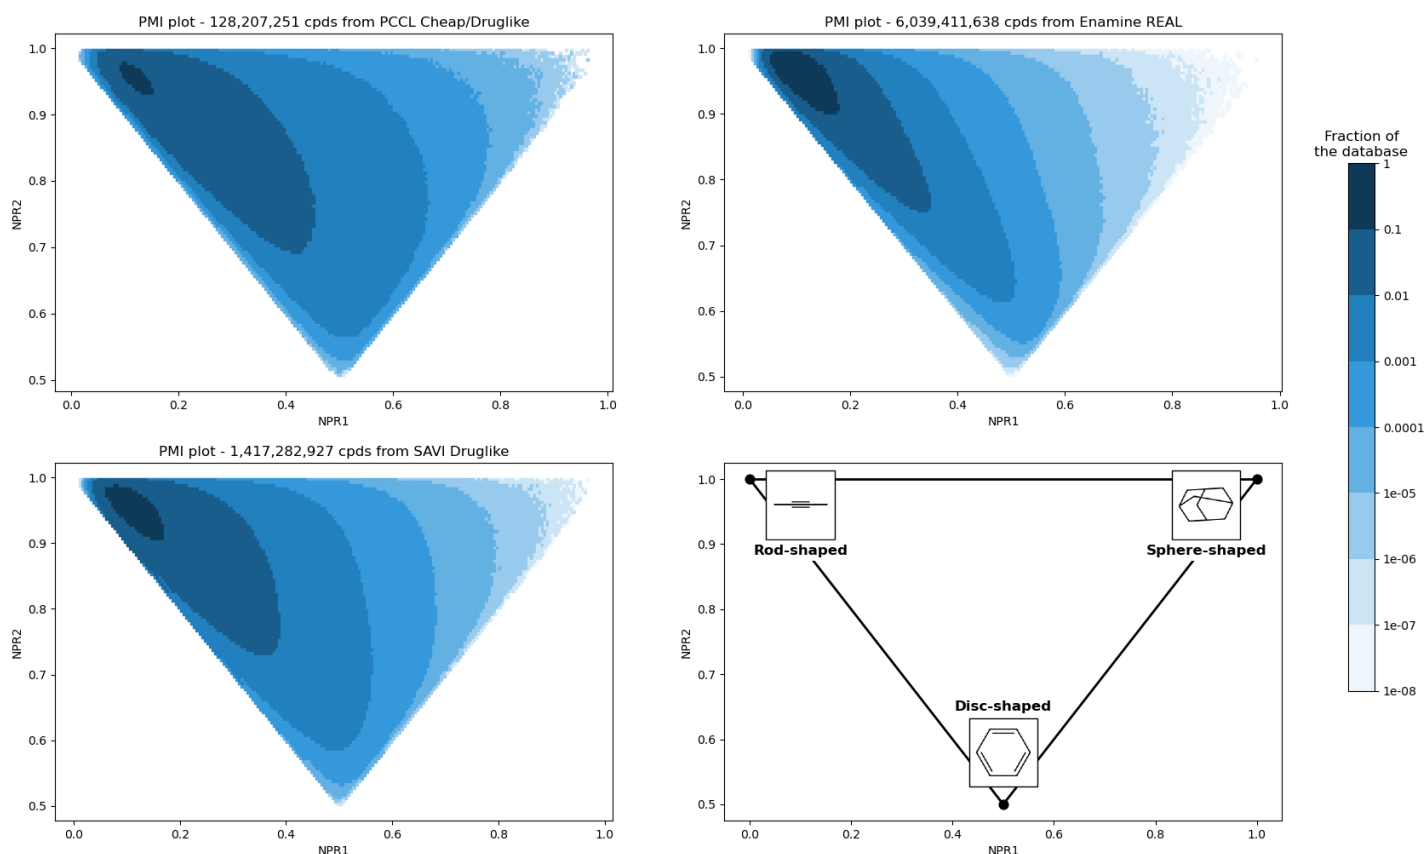 PMI plot - 128,207,251 cpds from PCCL Cheap/Druglike
1.0
0.9
0.8
0.7
0.6
0.5
NPR2
0.0
0.2
0.4
0.6
0.8
1.0
NPR1
PMI plot - 6,039,411,638 cpds from Enamine REAL
1.0
0.9
0.8
0.7
0.6
0.5
NPR2
0.0
0.2
0.4
0.6
0.8
1.0
NPR1
Fraction of
the database
1
0.1
0.01
0.001
0.0001
1e-05
1e-06
1e-07
1e-08
PMI plot - 1,417,282,927 cpds from SAVI Druglike
1.0
0.9
0.8
0.7
0.6
0.5
NPR2
0.0
0.2
0.4
0.6
0.8
1.0
NPR1
1.0
0.9
0.8
0.7
0.6
0.5
NPR2
Rod-shaped
Sphere-shaped
Disc-shaped
0.0
0.2
0.4
0.6
0.8
1.0
NPR1